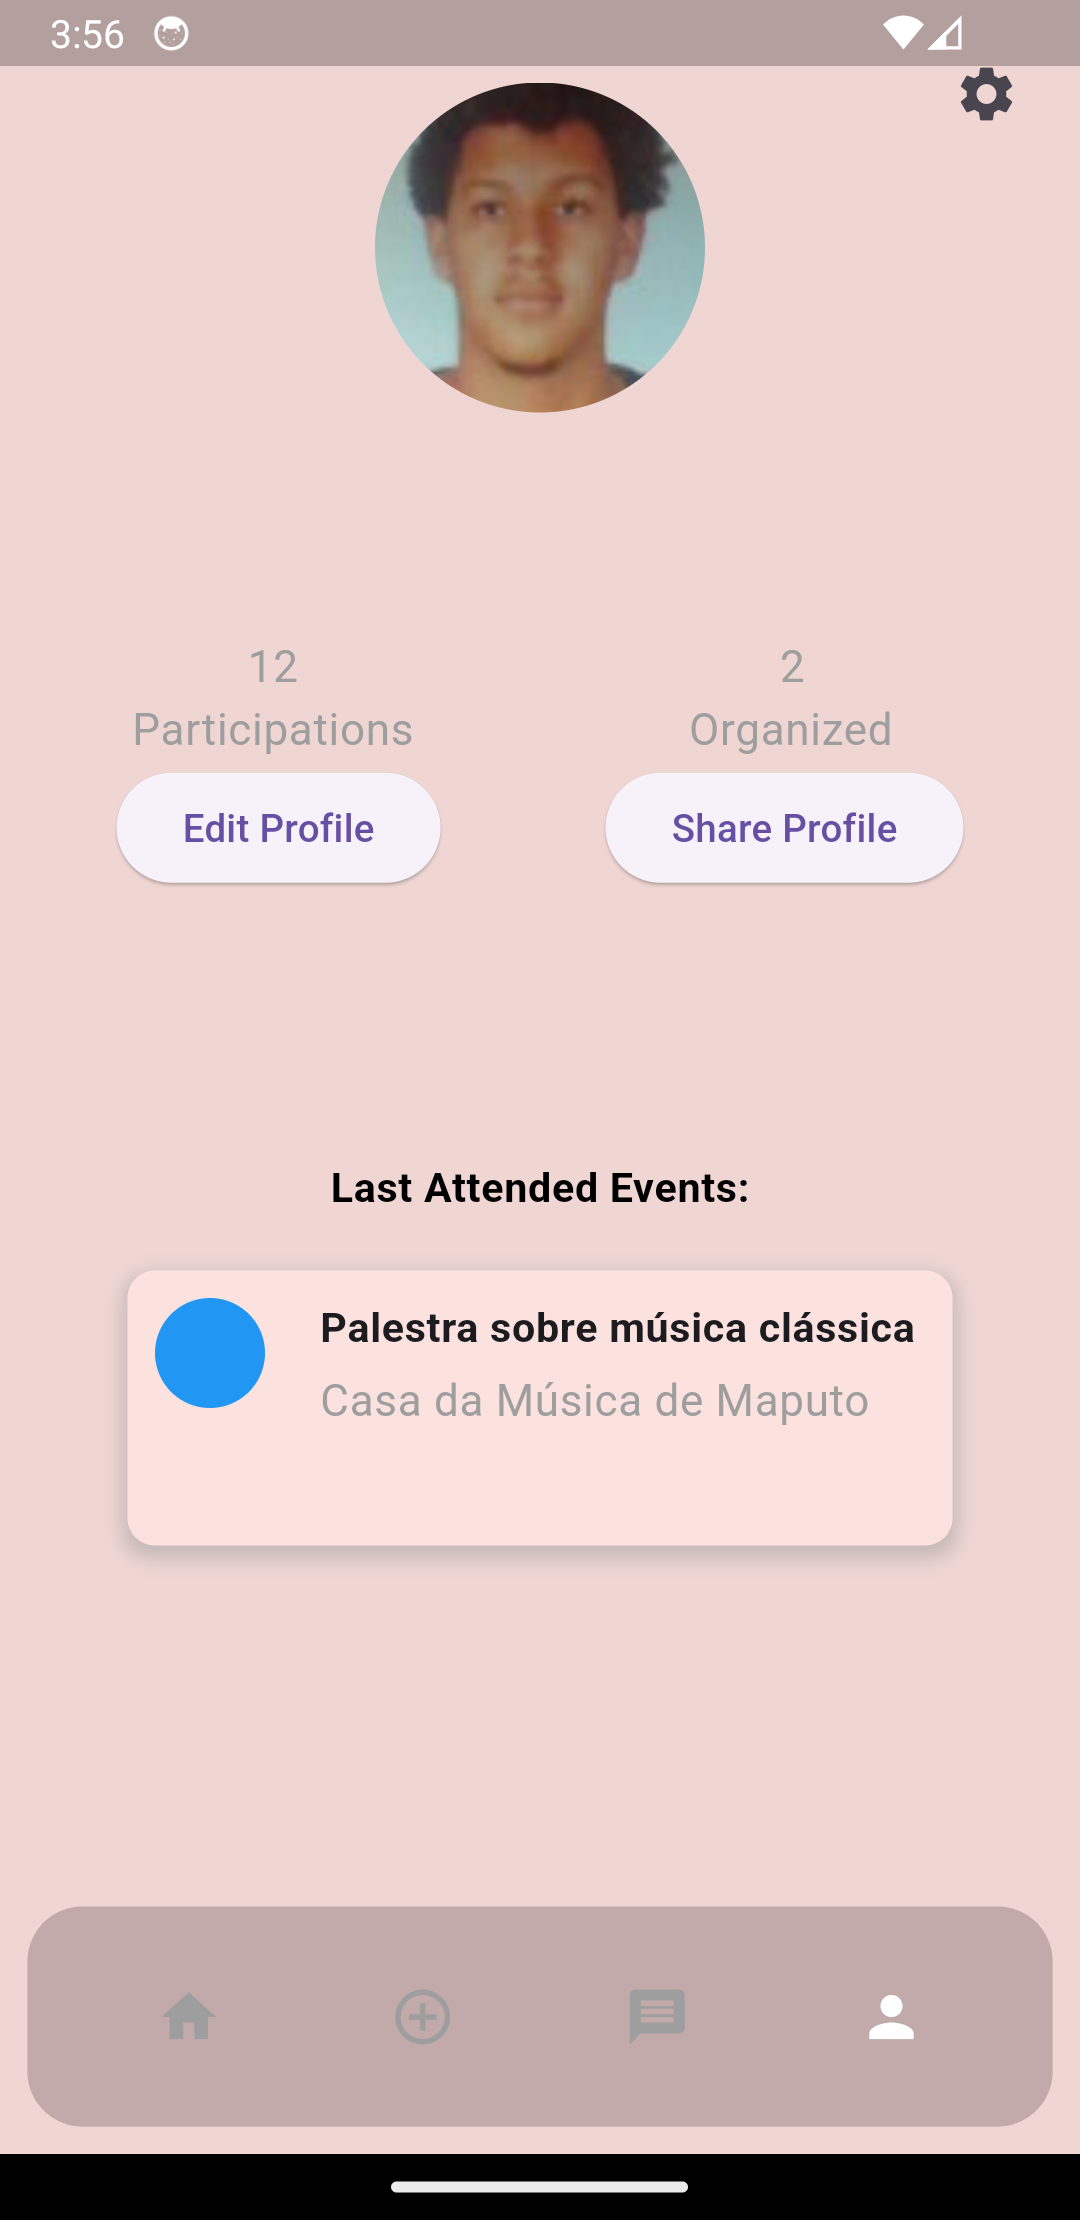 3:56
12
Participations
2
Organized
Edit Profile
Share Profile
Last Attended Events:
Palestra sobre música clássica
Casa da Música de Maputo